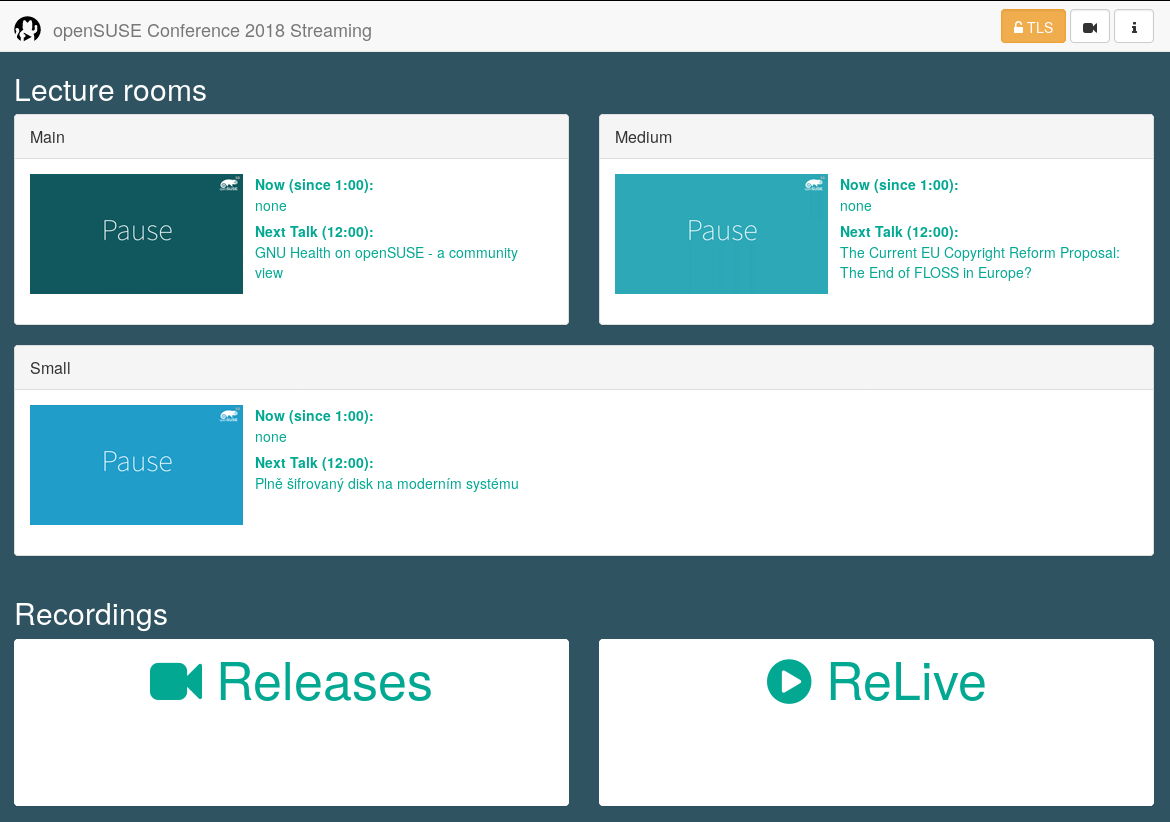 openSUSE Conference 2018 Streaming
TLS
Lecture rooms
Main
Pause
Now (since 1:00):
none
Next Talk (12:00):
GNU Health on openSUSE - a community
view
Medium
Pause
Now (since 1:00):
none
Next Talk (12:00):
The Current EU Copyright Reform Proposal:
The End of FLOSS in Europe?
Small
Pause
Now (since 1:00):
none
Next Talk (12:00):
Plně šifrovaný disk na moderním systému
Recordings
Releases
ReLive